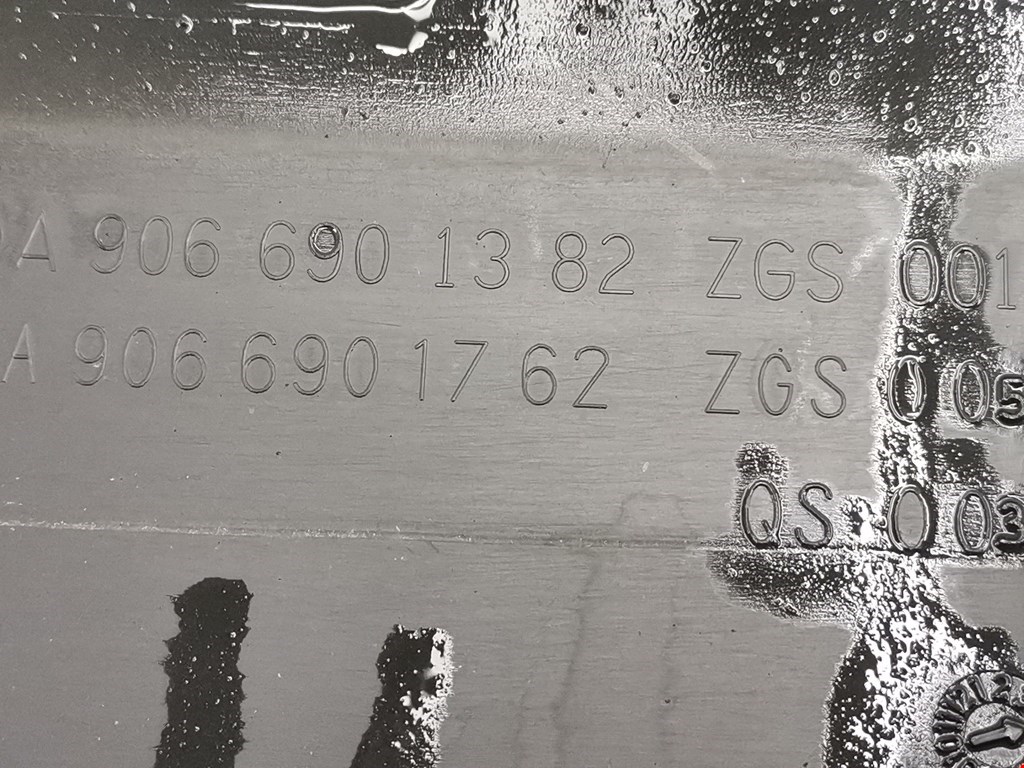 A 906 690 13 82 ZGS 001
A 906 690 17 62 ZGS 005
QS 003